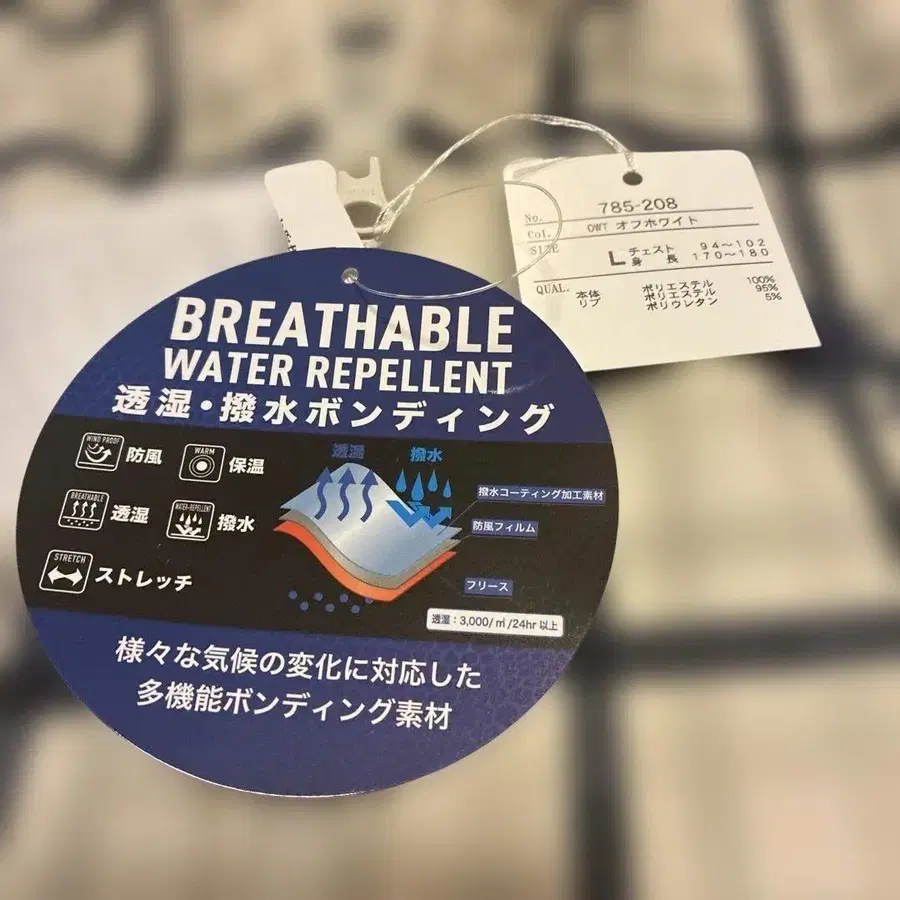 No. 785-208
Col. OWT オフホワイト
SIZE L チェスト 94～102
身長 170～180
QUAL. 本体 ポリエステル 100%
リブ ポリエステル 95%
ポリウレタン 5%
BREATHABLE
WATER REPELLENT
透湿・撥水ボンディング
WIND PROOF 防風
WARM 保温
BREATHABLE 透湿
WATER-REPELLENT 撥水
STRETCH ストレッチ
透湿 撥水
撥水コーティング加工素材
防風フィルム
フリース
透湿：3,000/㎡/24hr 以上
様々な気候の変化に対応した
多機能ボンディング素材